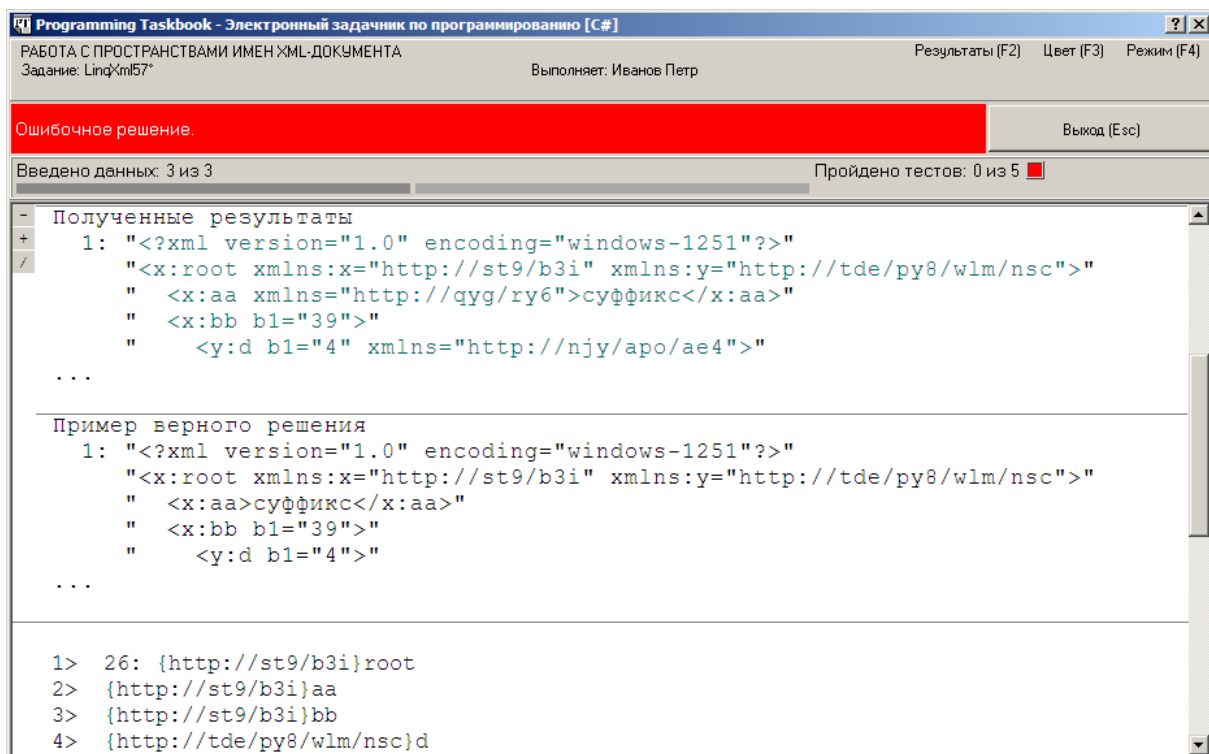 Programming Taskbook - Электронный задачник по программированию [C#]
РАБОТА С ПРОСТРАНСТВАМИ ИМЕН XML-ДОКУМЕНТА
Результаты (F2) Цвет (F3) Режим (F4)
Задание: LinqXml57* Выполняет: Иванов Петр
Ошибочное решение. Выход (Esc)
Введено данных: 3 из 3 Пройдено тестов: 0 из 5
Полученные результаты
1: "<?xml version="1.0" encoding="windows-1251"?>"
"<x:root xmlns:x="http://st9/b3i" xmlns:y="http://tde/py8/wlm/nsc">"
"  <x:aa xmlns="http://qyg/ry6">суффикс</x:aa>"
"  <x:bb b1="39">"
"    <y:d b1="4" xmlns="http://njy/apo/ae4">"
...
Пример верного решения
1: "<?xml version="1.0" encoding="windows-1251"?>"
"<x:root xmlns:x="http://st9/b3i" xmlns:y="http://tde/py8/wlm/nsc">"
"  <x:aa>суффикс</x:aa>"
"  <x:bb b1="39">"
"    <y:d b1="4">"
...
1> 26: {http://st9/b3i}root
2> {http://st9/b3i}aa
3> {http://st9/b3i}bb
4> {http://tde/py8/wlm/nsc}d